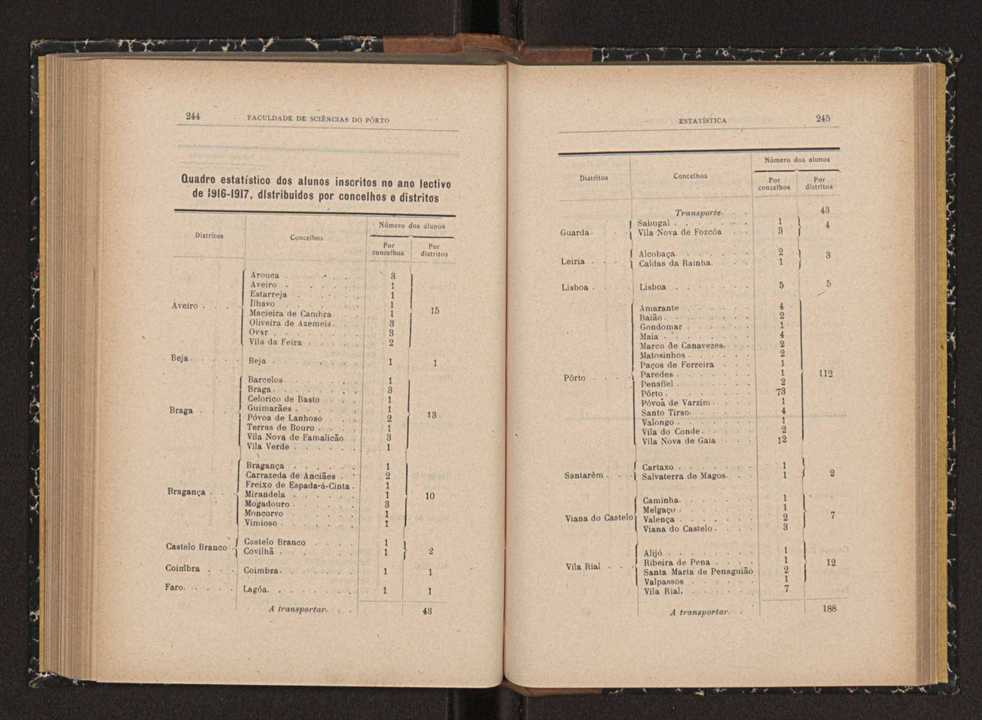 244 FACULDADE DE SCIÊNCIAS DO PÔRTO
Quadro estatístico dos alunos inscritos no ano lectivo
de 1916-1917, distribuidos por concelhos e distritos
Distritos Concelhos Número dos alunos
Por concelhos Por distritos
Arouca 3
Aveiro 1
Estarreja 1
Ilhavo 1
Aveiro Macieira de Cambra 1 15
Oliveira de Azemeis 3
Ovar 3
Vila da Feira 2
Beja Beja 1 1
Barcelos 1
Braga 3
Celorico de Basto 1
Guimarães 1
Braga Póvoa de Lanhoso 2 13
Terras de Bouro 1
Vila Nova de Famalicão 3
Vila Verde 1
Bragança 1
Carrazeda de Anciães 2
Freixo de Espada-á-Cinta 1
Bragança Mirandela 1 10
Mogadouro 3
Moncorvo 1
Vimioso 1
Castelo Branco Castelo Branco 1 2
Covilhã 1
Coimbra Coimbra 1 1
Faro Lagôa 1 1
A transportar 43
ESTATÍSTICA 245
Distritos Concelhos Número dos alunos
Por concelhos Por distritos
Transporte 43
Guarda Sabugal 1 4
Vila Nova de Fozcôa 3
Leiria Alcobaça 2 3
Caldas da Rainha 1
Lisboa Lisboa 5 5
Amarante 4
Baião 2
Gondomar 1
Maia 4
Marco de Canavezes 2
Matosinhos 2
Paços de Ferreira 1
Pôrto Paredes 1 112
Penafiel 2
Pôrto 73
Póvoa de Varzim 1
Santo Tirso 4
Valongo 1
Vila do Conde 2
Vila Nova de Gaia 12
Santarém Cartaxo 1 2
Salvaterra de Magos 1
Caminha 1
Melgaço 1
Viana do Castelo Valença 2 7
Viana do Castelo 3
Alijó 1
Ribeira de Pena 1
Vila Rial Santa Maria de Penaguião 2 12
Valpassos 1
Vila Rial 7
A transportar 188